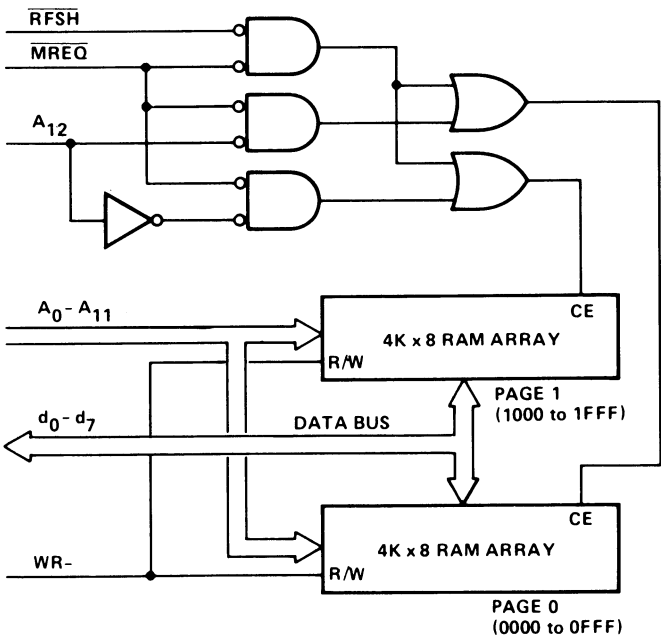 RFSH
MREQ
A12
A0-A11
CE
4K x 8 RAM ARRAY
R/W
PAGE 1
(1000 to 1FFF)
d0-d7
DATA BUS
CE
4K x 8 RAM ARRAY
WR-
R/W
PAGE 0
(0000 to 0FFF)